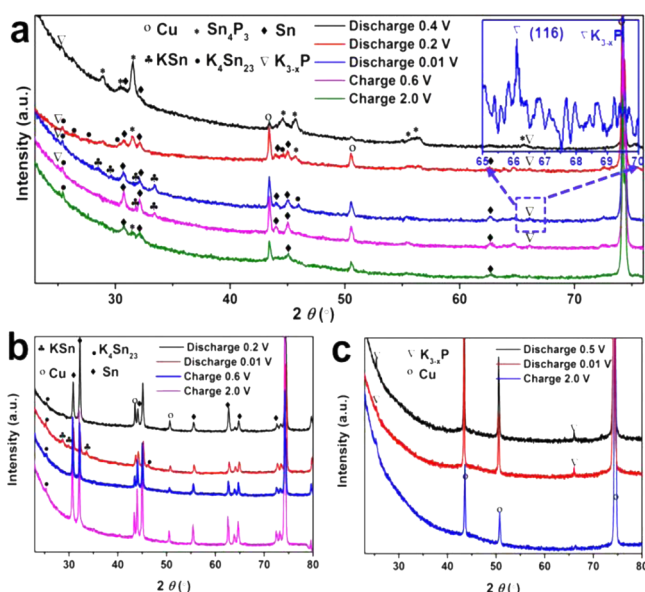 a
o Cu * Sn4P3 ♦ Sn
♣ KSn • K4Sn23 ∇ K3-xP
Discharge 0.4 V
Discharge 0.2 V
Discharge 0.01 V
Charge 0.6 V
Charge 2.0 V
∇ (116) ∇ K3-xP
65 66 67 68 69 70
Intensity (a.u.)
30 40 50 60 70
2 θ (°)
b
♣ KSn • K4Sn23
o Cu ♦ Sn
Discharge 0.2 V
Discharge 0.01 V
Charge 0.6 V
Charge 2.0 V
Intensity (a.u.)
30 40 50 60 70 80
2 θ (°)
c
∇ K3-xP
o Cu
Discharge 0.5 V
Discharge 0.01 V
Charge 2.0 V
Intensity (a.u.)
30 40 50 60 70 80
2 θ (°)